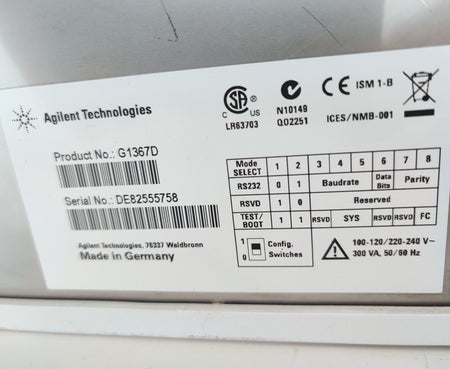 Agilent Technologies
C US
LR63703
N10149
Q02251
CE ISM 1-B
ICES/NMB-001
Product No.: G1367D
Serial No.: DE82555758
Agilent Technologies, 76337 Waldbronn
Made in Germany
Mode SELECT 1 2 3 4 5 6 7 8
RS232 0 1 Baudrate Data Bits Parity
RSVD 1 0 Reserved
TEST/BOOT 1 1 RSVD SYS RSVD RSVD FC
1
0
Config.
Switches
100-120/220-240 V~
300 VA, 50/60 Hz